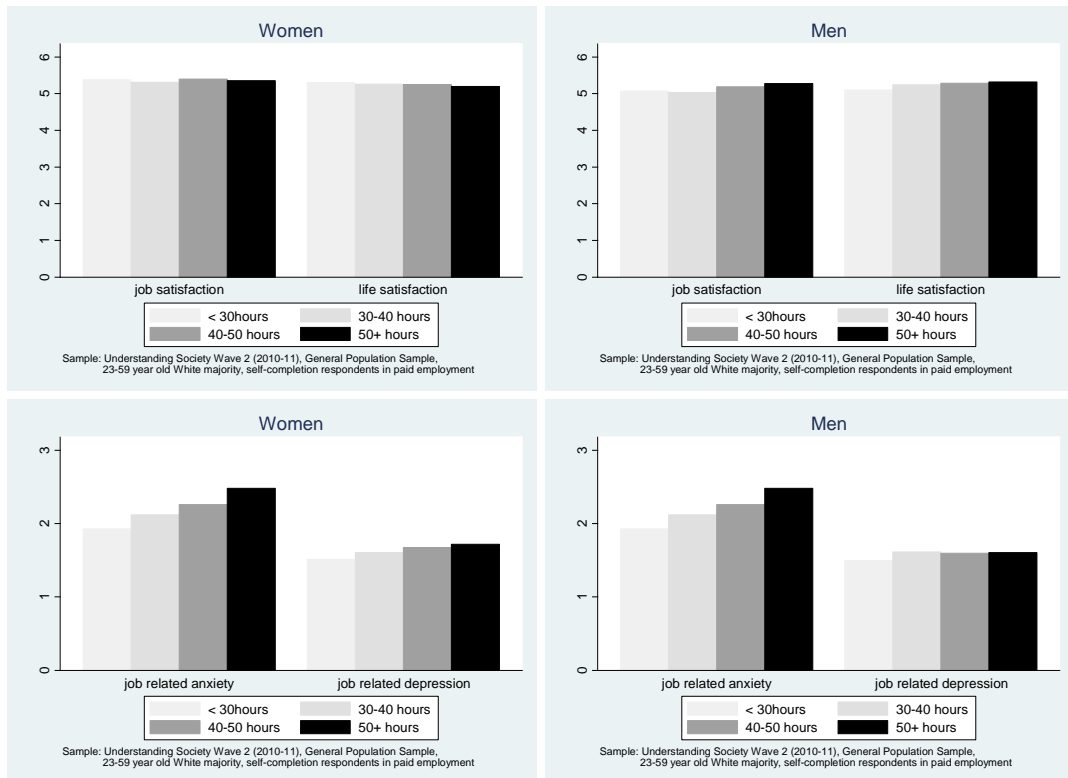 Women
6
5
4
3
2
1
0
job satisfaction life satisfaction
< 30hours 30-40 hours
40-50 hours 50+ hours
Sample: Understanding Society Wave 2 (2010-11), General Population Sample,
23-59 year old White majority, self-completion respondents in paid employment
Men
6
5
4
3
2
1
0
job satisfaction life satisfaction
< 30hours 30-40 hours
40-50 hours 50+ hours
Sample: Understanding Society Wave 2 (2010-11), General Population Sample,
23-59 year old White majority, self-completion respondents in paid employment
Women
3
2
1
0
job related anxiety job related depression
< 30hours 30-40 hours
40-50 hours 50+ hours
Sample: Understanding Society Wave 2 (2010-11), General Population Sample,
23-59 year old White majority, self-completion respondents in paid employment
Men
3
2
1
0
job related anxiety job related depression
< 30hours 30-40 hours
40-50 hours 50+ hours
Sample: Understanding Society Wave 2 (2010-11), General Population Sample,
23-59 year old White majority, self-completion respondents in paid employment